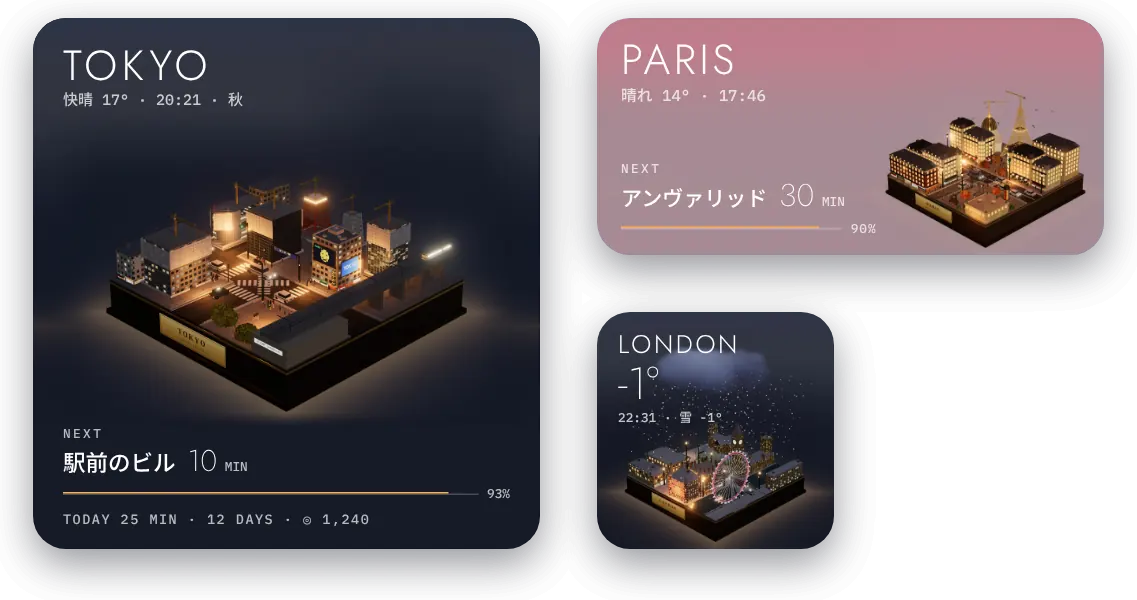 TOKYO
快晴 17° · 20:21 · 秋
TOKYO
NEXT
駅前のビル 10 MIN
93%
TODAY 25 MIN · 12 DAYS · ◎ 1,240
PARIS
晴れ 14° · 17:46
NEXT
アンヴァリッド 30 MIN
90%
LONDON
-1°
22:31 · 雪 -1°